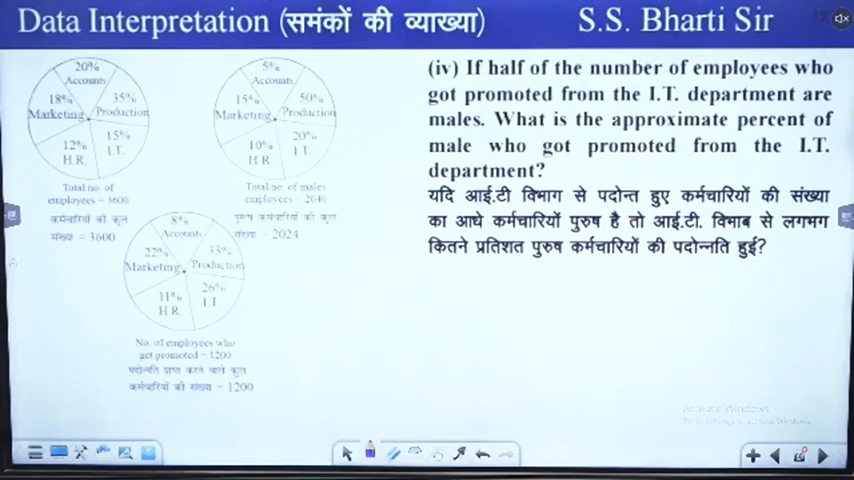 Data Interpretation (समंकों की व्याख्या)
S.S. Bharti Sir
20%
Accounts
18%
Marketing
35%
Production
15%
I.T.
12%
H.R.
Total no. of
employees = 3600
कर्मचारियों की कुल
संख्या = 3600
5%
Accounts
15%
Marketing
50%
Production
20%
I.T.
10%
H.R
Total no. of males
employees = 2040
पुरुष कर्मचारियों की कुल
संख्या = 2024
8%
Accounts
22%
Marketing
33%
Production
26%
I.T.
11%
H.R
No. of employees who
get promoted = 1200
पदोन्नति प्राप्त करने वाले कुल
कर्मचारियों की संख्या = 1200
(iv) If half of the number of employees who
got promoted from the I.T. department are
males. What is the approximate percent of
male who got promoted from the I.T.
department?
यदि आई.टी विभाग से पदोन्त हुए कर्मचारियों की संख्या
का आधे कर्मचारियों पुरुष है तो आई.टी. विभाब से लगभग
कितने प्रतिशत पुरुष कर्मचारियों की पदोन्नति हुई?
Activate Windows